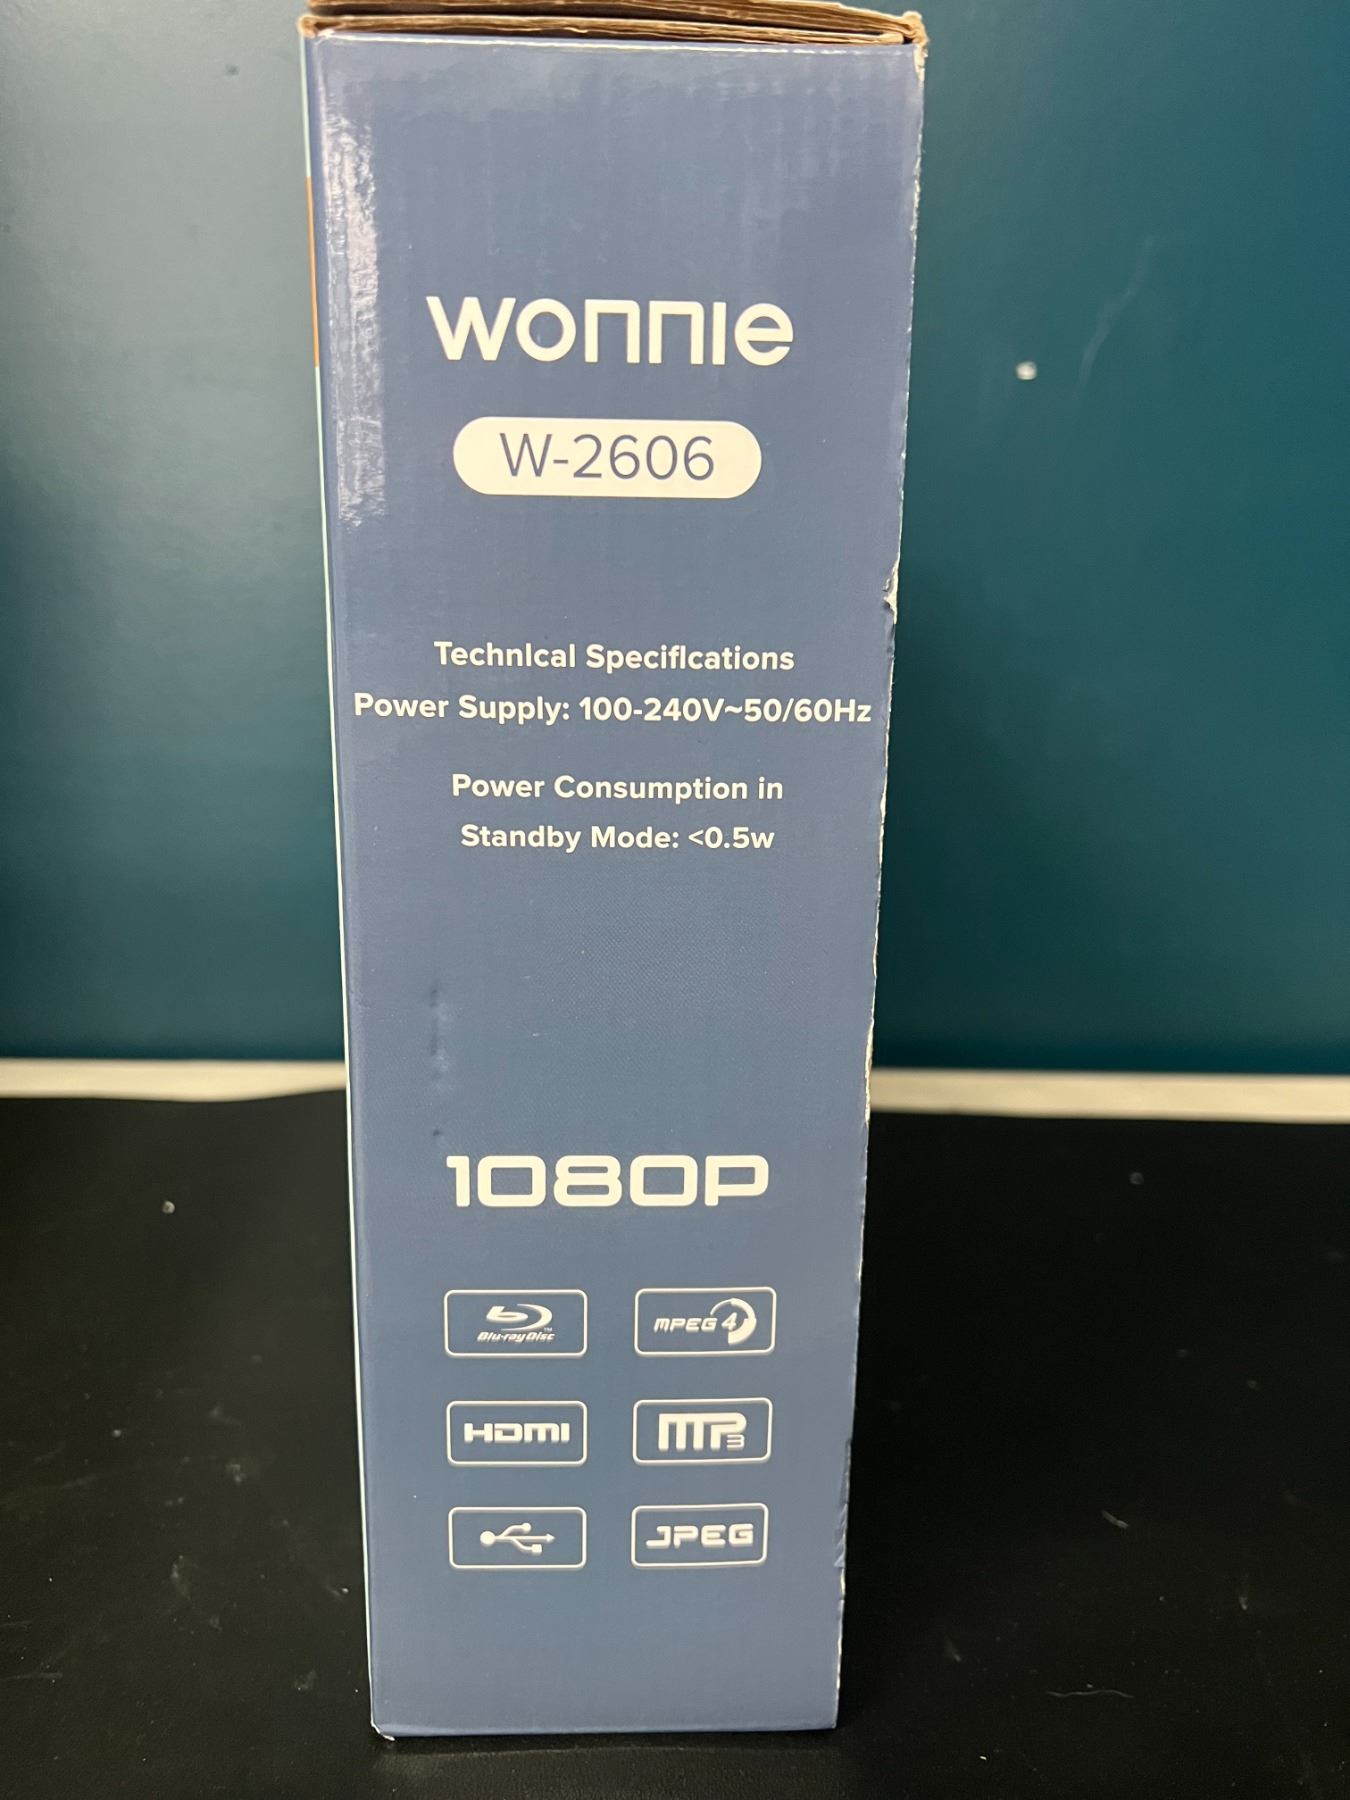 wonnie
W-2606
Technical Specifications
Power Supply: 100-240V~50/60Hz
Power Consumption in
Standby Mode: <0.5w
1080P
Blu-ray Disc™ MPEG 4
HDMI MP3
JPEG